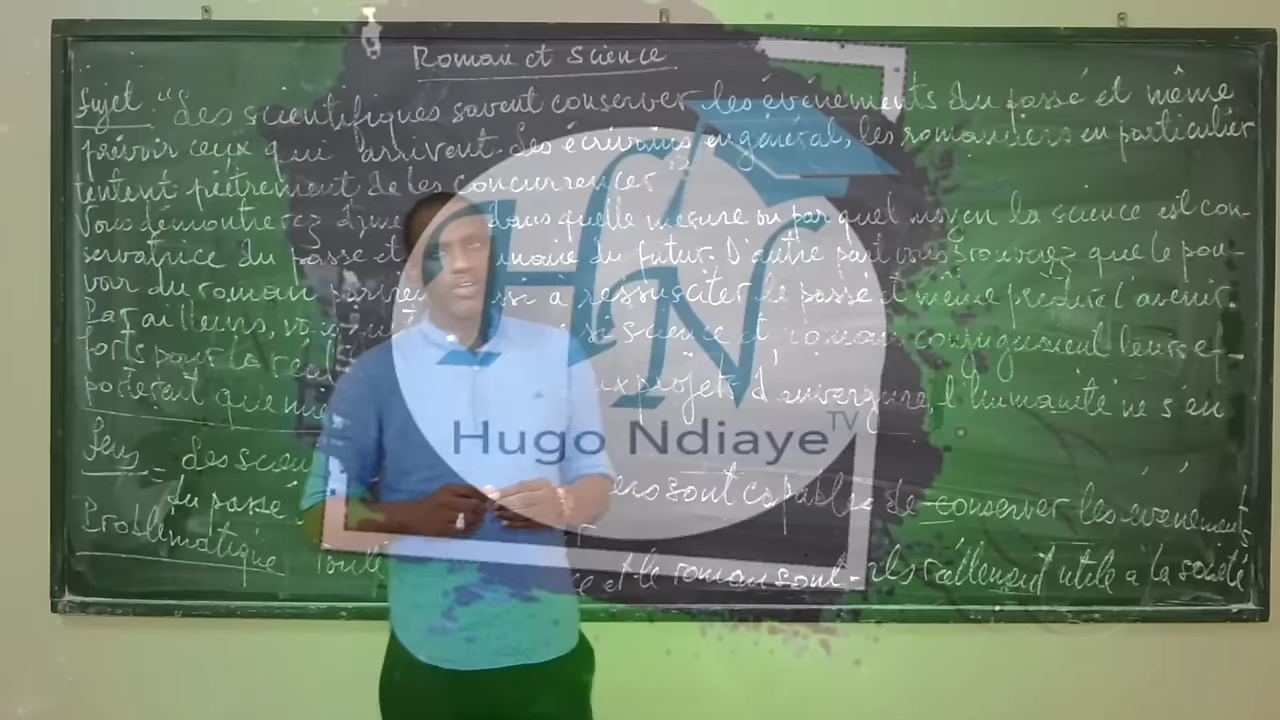 Roman et Science
Sujet "Les scientifiques savent conserver les événements du passé et même
prévoir ceux qui arrivent. Les écrivains en général, les romanciers en particulier
tentent piètrement de les concurrencer"
Vous démontrerez d'une dans quelle mesure ou par quel moyen la science est con-
servatrice du passé et du futur. D'autre part vous prouverez que le pou-
voir du roman à ressusciter le passé et même prédire l'avenir.
Par ailleurs, si science et roman conjuguaient leurs ef-
forts pour la projets d'envergure, l'humanité ne s'en
porterait que
Sens - Les
du passé sont capables de conserver les événements
Problématique et le roman sont-ils réellement utile à la société
HN
Hugo Ndiaye TV